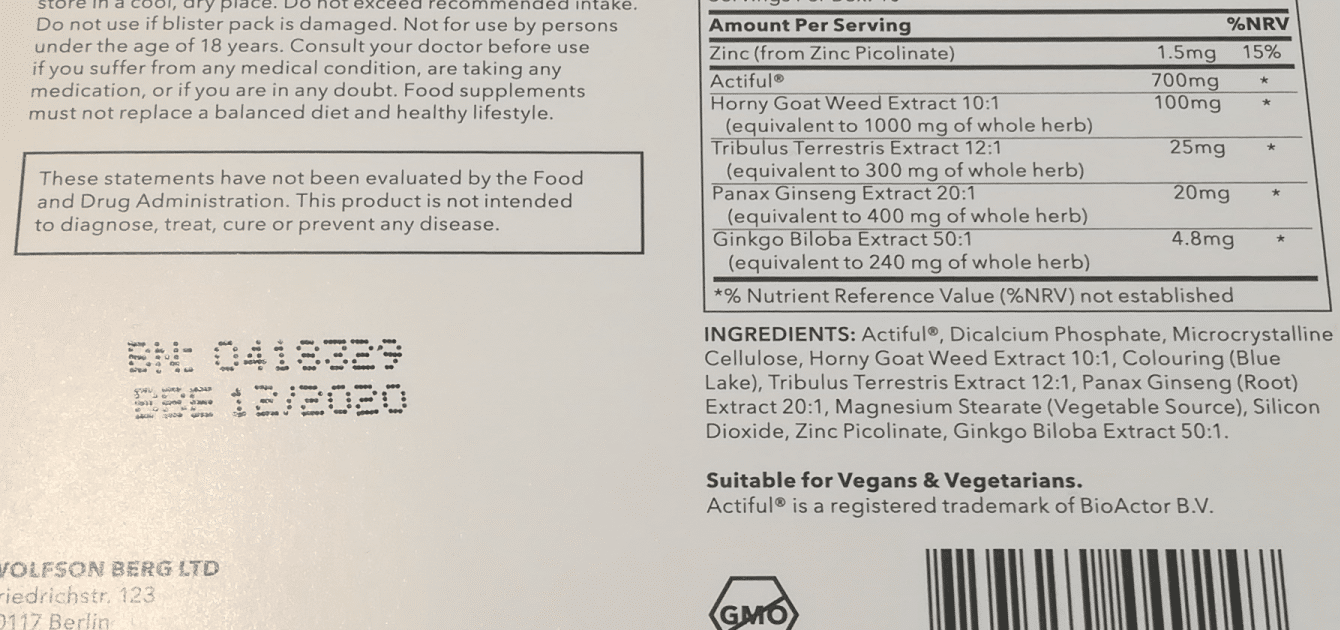 store in a cool, dry place. Do not exceed recommended intake.
Do not use if blister pack is damaged. Not for use by persons
under the age of 18 years. Consult your doctor before use
if you suffer from any medical condition, are taking any
medication, or if you are in any doubt. Food supplements
must not replace a balanced diet and healthy lifestyle.
These statements have not been evaluated by the Food
and Drug Administration. This product is not intended
to diagnose, treat, cure or prevent any disease.
BN: 0418329
BBE 12/2020
WOLFSON BERG LTD
riedrichstr. 123
0117 Berlin
Amount Per Serving %NRV
Zinc (from Zinc Picolinate) 1.5mg 15%
Actiful® 700mg *
Horny Goat Weed Extract 10:1 100mg *
(equivalent to 1000 mg of whole herb)
Tribulus Terrestris Extract 12:1 25mg *
(equivalent to 300 mg of whole herb)
Panax Ginseng Extract 20:1 20mg *
(equivalent to 400 mg of whole herb)
Ginkgo Biloba Extract 50:1 4.8mg *
(equivalent to 240 mg of whole herb)
*% Nutrient Reference Value (%NRV) not established
INGREDIENTS: Actiful®, Dicalcium Phosphate, Microcrystalline
Cellulose, Horny Goat Weed Extract 10:1, Colouring (Blue
Lake), Tribulus Terrestris Extract 12:1, Panax Ginseng (Root)
Extract 20:1, Magnesium Stearate (Vegetable Source), Silicon
Dioxide, Zinc Picolinate, Ginkgo Biloba Extract 50:1.
Suitable for Vegans & Vegetarians.
Actiful® is a registered trademark of BioActor B.V.
GMO